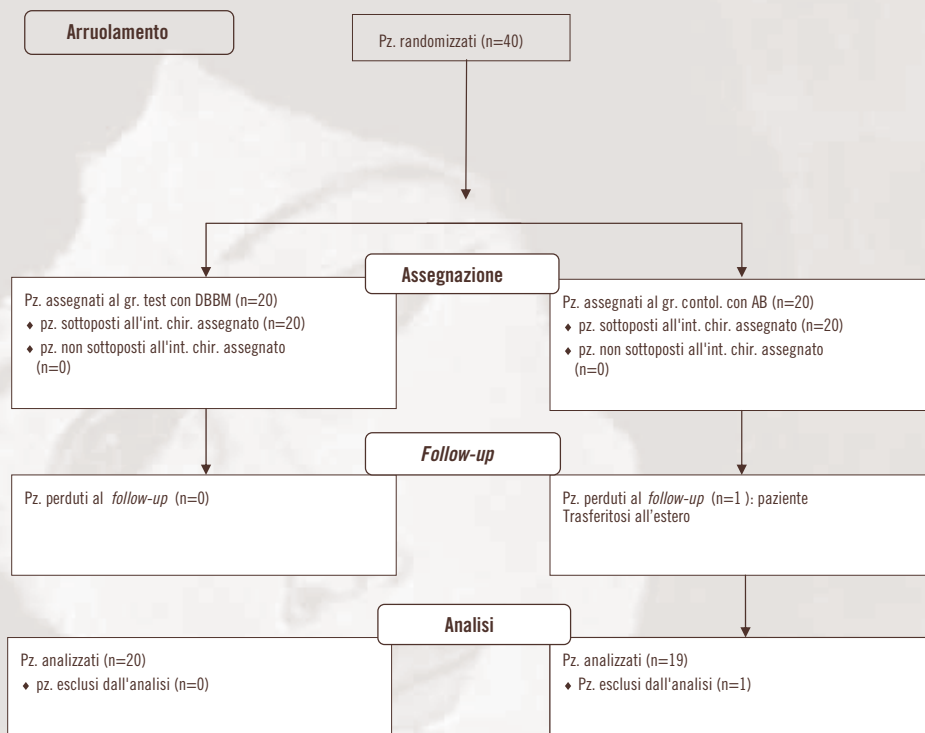 Arruolamento
Pz. randomizzati (n=40)
Assegnazione
Pz. assegnati al gr. test con DBBM (n=20)
♦ pz. sottoposti all'int. chir. assegnato (n=20)
♦ pz. non sottoposti all'int. chir. assegnato
(n=0)
Pz. assegnati al gr. contol. con AB (n=20)
♦ pz. sottoposti all'int. chir. assegnato (n=20)
♦ pz. non sottoposti all'int. chir. assegnato
(n=0)
Follow-up
Pz. perduti al follow-up (n=0)
Pz. perduti al follow-up (n=1 ): paziente
Trasferitosi all'estero
Analisi
Pz. analizzati (n=20)
♦ pz. esclusi dall'analisi (n=0)
Pz. analizzati (n=19)
♦ Pz. esclusi dall'analisi (n=1)